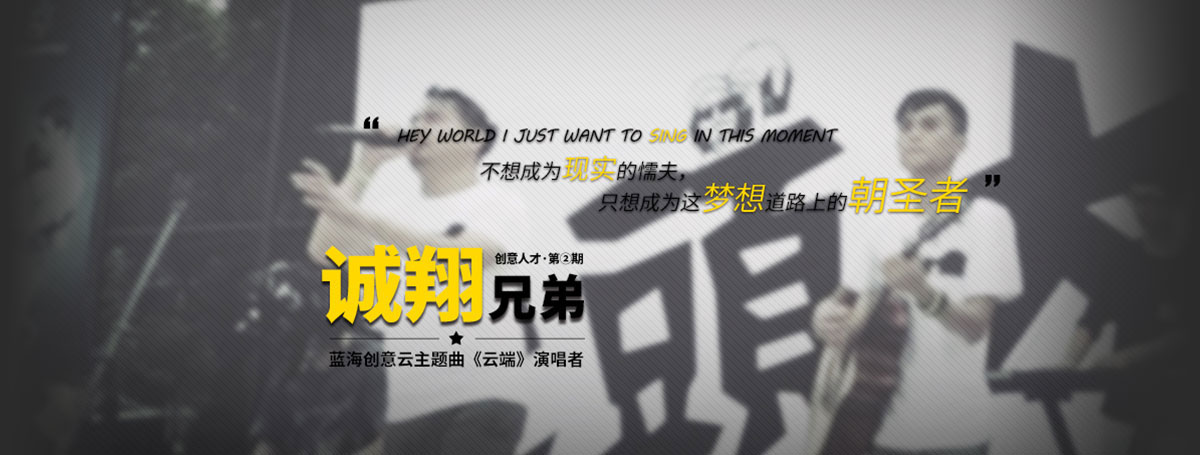 “ HEY WORLD I JUST WANT TO SING IN THIS MOMENT
不想成为现实的懦夫，
只想成为这梦想道路上的朝圣者 ”
诚翔兄弟
创意人才·第②期
蓝海创意云主题曲《云端》演唱者